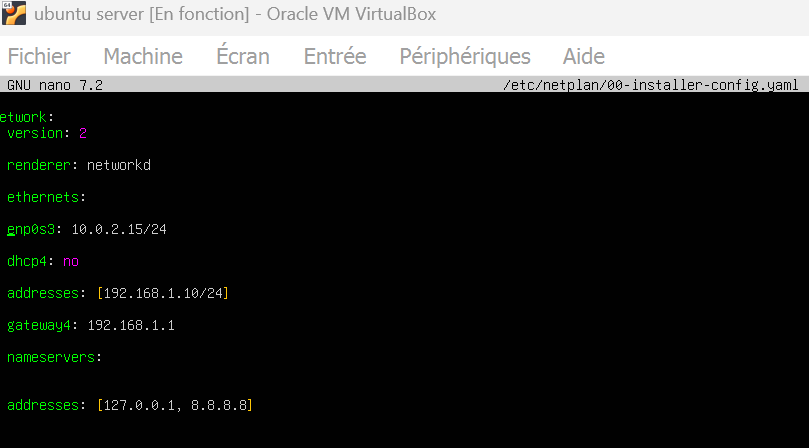 64
ubuntu server [En fonction] - Oracle VM VirtualBox
Fichier Machine Écran Entrée Périphériques Aide
GNU nano 7.2 /etc/netplan/00-installer-config.yaml
etwork:
version: 2
renderer: networkd
ethernets:
enp0s3: 10.0.2.15/24
dhcp4: no
addresses: [192.168.1.10/24]
gateway4: 192.168.1.1
nameservers:
addresses: [127.0.0.1, 8.8.8.8]